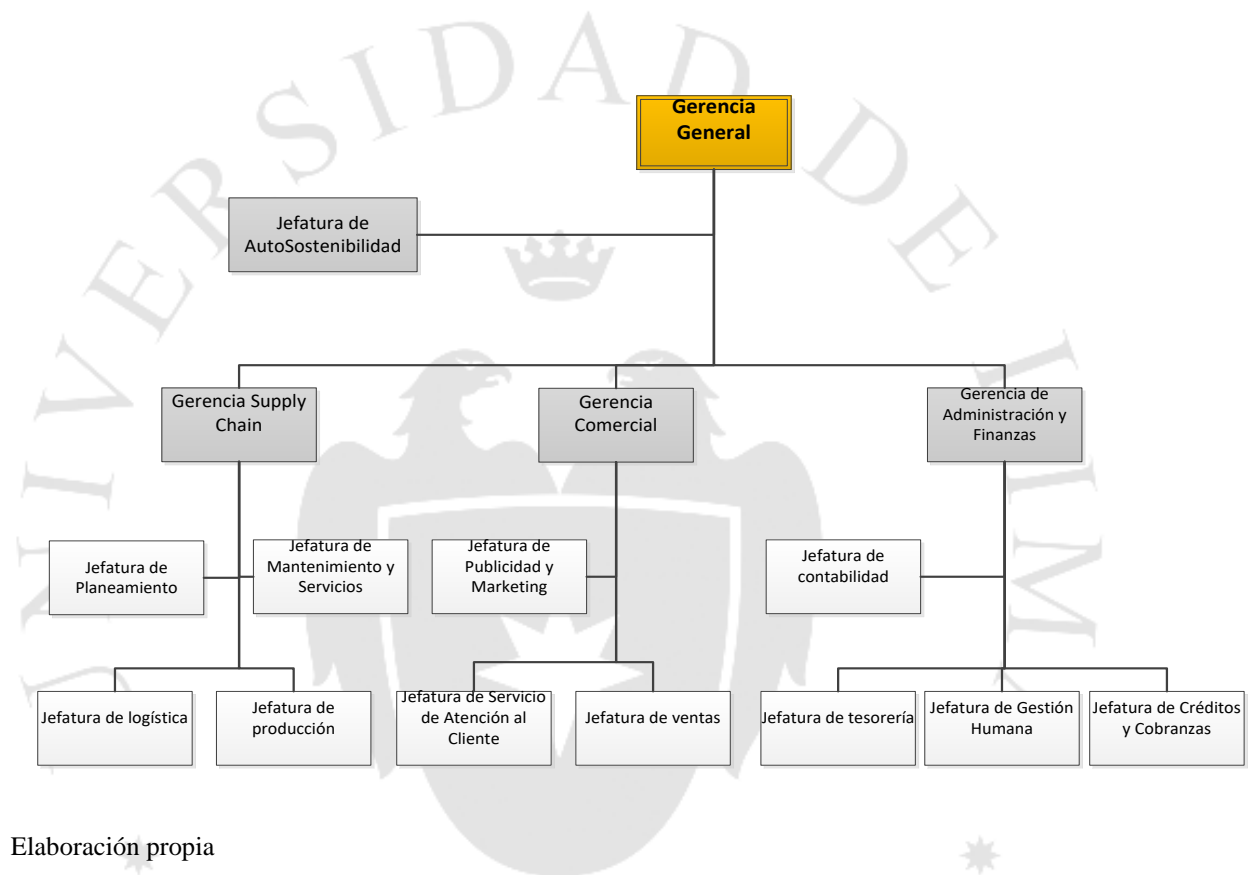 UNIVERSIDAD DE LIMA
Gerencia
General
Jefatura de
AutoSostenibilidad
Gerencia Supply
Chain
Gerencia
Comercial
Gerencia de
Administración y
Finanzas
Jefatura de
Planeamiento
Jefatura de
Mantenimiento y
Servicios
Jefatura de
Publicidad y
Marketing
Jefatura de
contabilidad
Jefatura de logística
Jefatura de
producción
Jefatura de Servicio
de Atención al
Cliente
Jefatura de ventas
Jefatura de tesorería
Jefatura de Gestión
Humana
Jefatura de Créditos
y Cobranzas
Elaboración propia